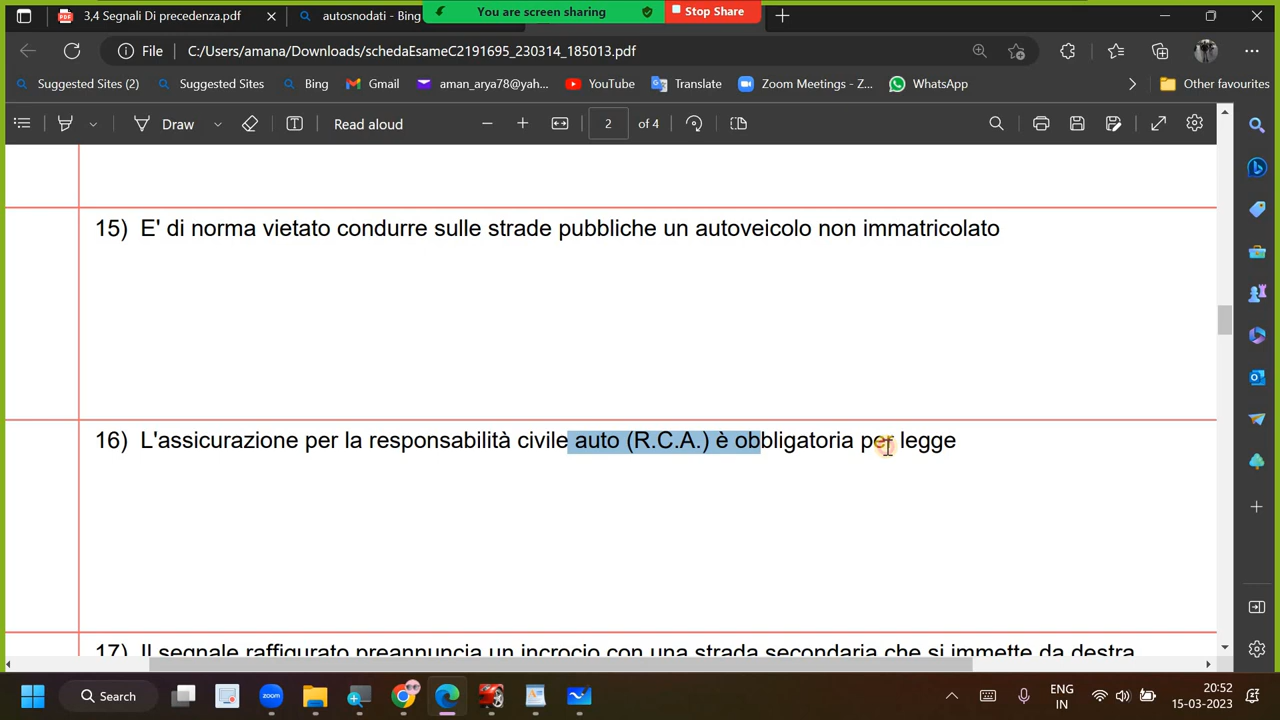 3,4 Segnali Di precedenza.pdf
autosnodati - Bing
You are screen sharing
Stop Share
File
C:/Users/amana/Downloads/schedaEsameC2191695_230314_185013.pdf
Suggested Sites (2)
Suggested Sites
Bing
Gmail
aman_arya78@yah...
YouTube
Translate
Zoom Meetings - Z...
WhatsApp
Other favourites
Draw
Read aloud
2
of 4
15) E' di norma vietato condurre sulle strade pubbliche un autoveicolo non immatricolato
16) L'assicurazione per la responsabilità civile auto (R.C.A.) è obbligatoria per legge
17) Il segnale raffigurato preannuncia un incrocio con una strada secondaria che si immette da destra
Search
zoom
ENG
IN
20:52
15-03-2023